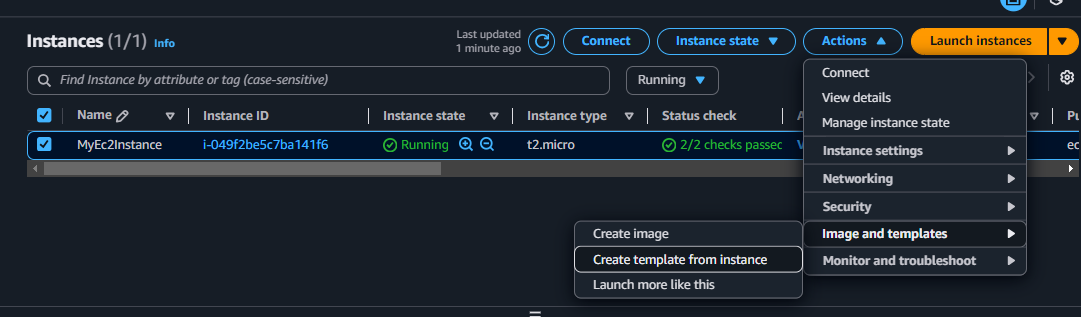 Instances (1/1) Info
Last updated
1 minute ago
Connect
Instance state
Actions
Launch instances
Find Instance by attribute or tag (case-sensitive)
Running
Connect
View details
Manage instance state
Instance settings
Networking
Security
Image and templates
Monitor and troubleshoot
Name Instance ID Instance state Instance type Status check
MyEc2Instance i-049f2be5c7ba141f6 Running t2.micro 2/2 checks passed
Create image
Create template from instance
Launch more like this